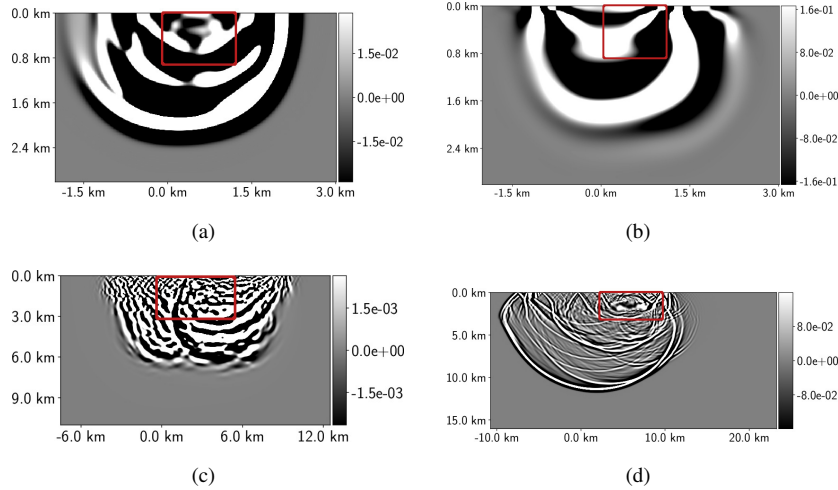 0.0 km
0.8 km
1.6 km
2.4 km
-1.5 km 0.0 km 1.5 km 3.0 km
1.5e-02
0.0e+00
-1.5e-02
(a)
0.0 km
0.8 km
1.6 km
2.4 km
-1.5 km 0.0 km 1.5 km 3.0 km
1.6e-01
8.0e-02
0.0e+00
-8.0e-02
-1.6e-01
(b)
0.0 km
3.0 km
6.0 km
9.0 km
-6.0 km 0.0 km 6.0 km 12.0 km
1.5e-03
0.0e+00
-1.5e-03
(c)
0.0 km
5.0 km
10.0 km
15.0 km
-10.0 km 0.0 km 10.0 km 20.0 km
8.0e-02
0.0e+00
-8.0e-02
(d)